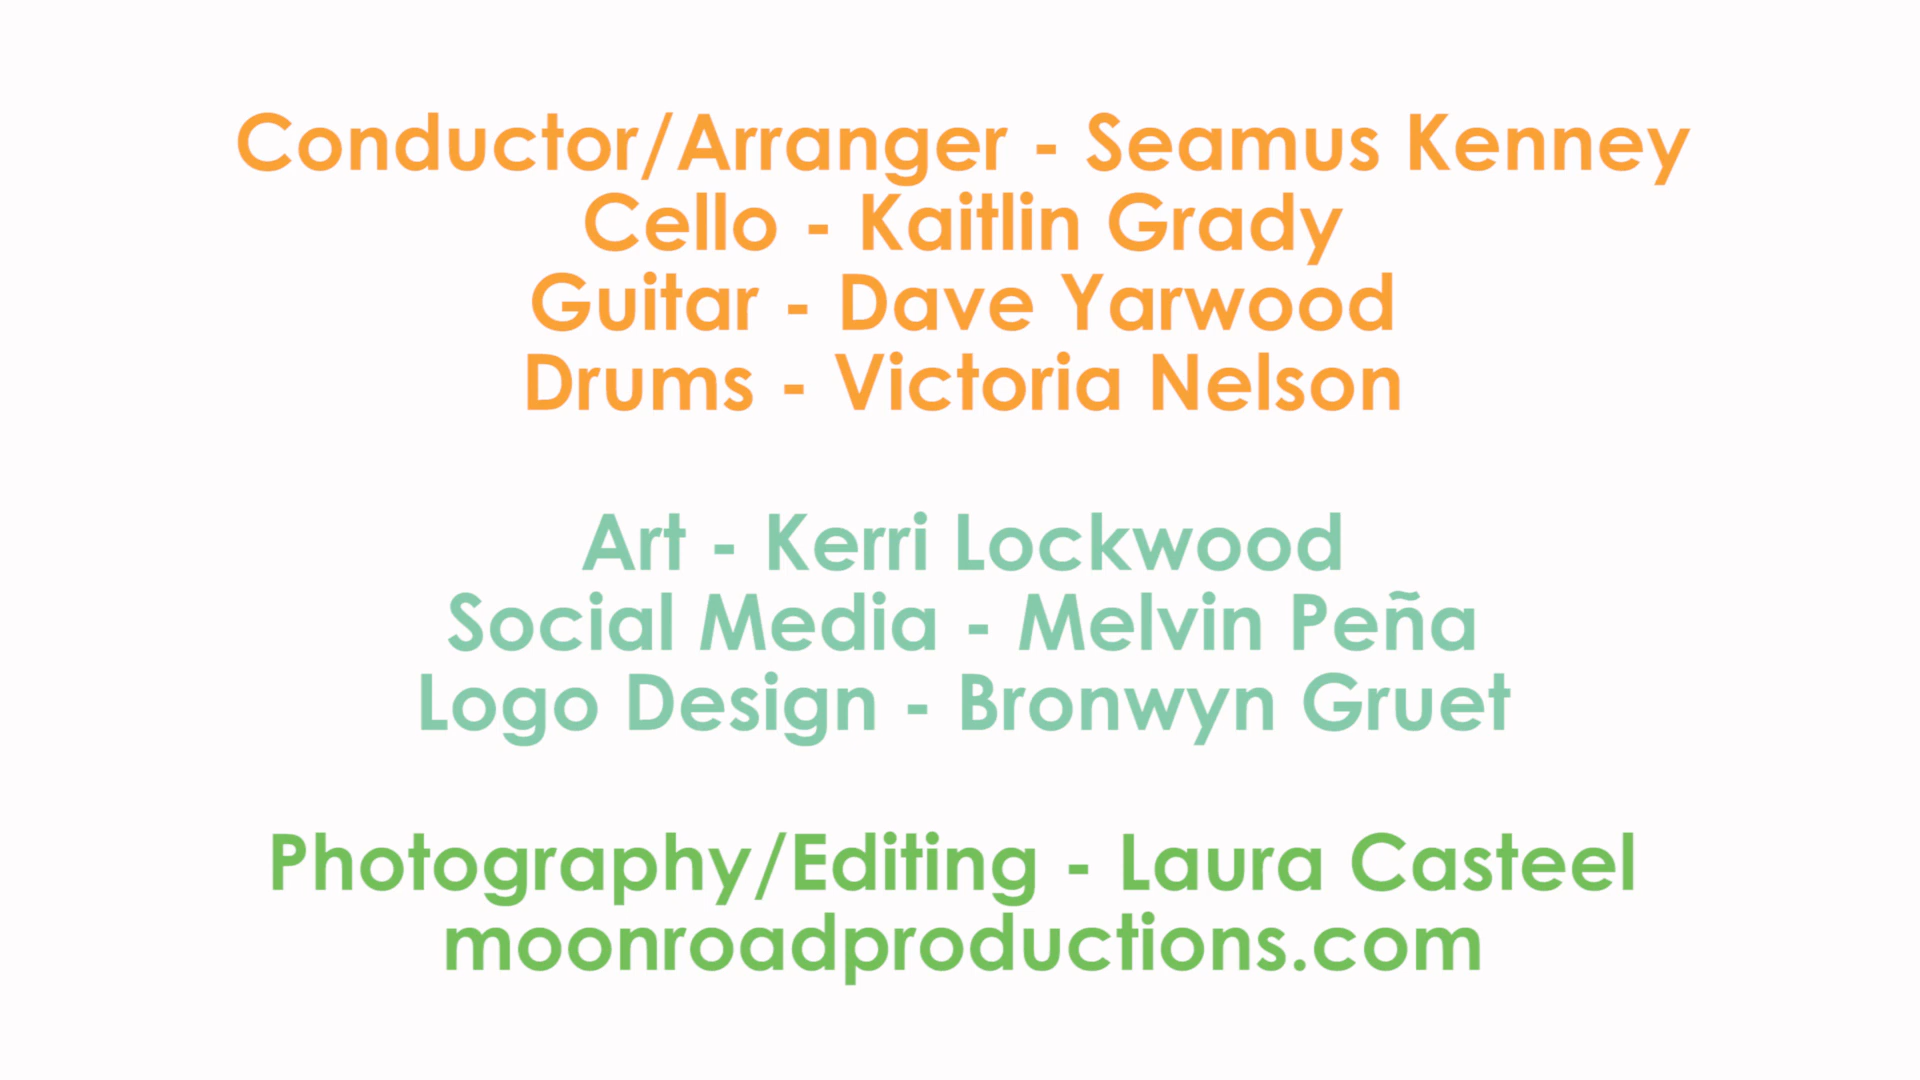 Conductor/Arranger - Seamus Kenney
Cello - Kaitlin Grady
Guitar - Dave Yarwood
Drums - Victoria Nelson
Art - Kerri Lockwood
Social Media - Melvin Peña
Logo Design - Bronwyn Gruet
Photography/Editing - Laura Casteel
moonroadproductions.com